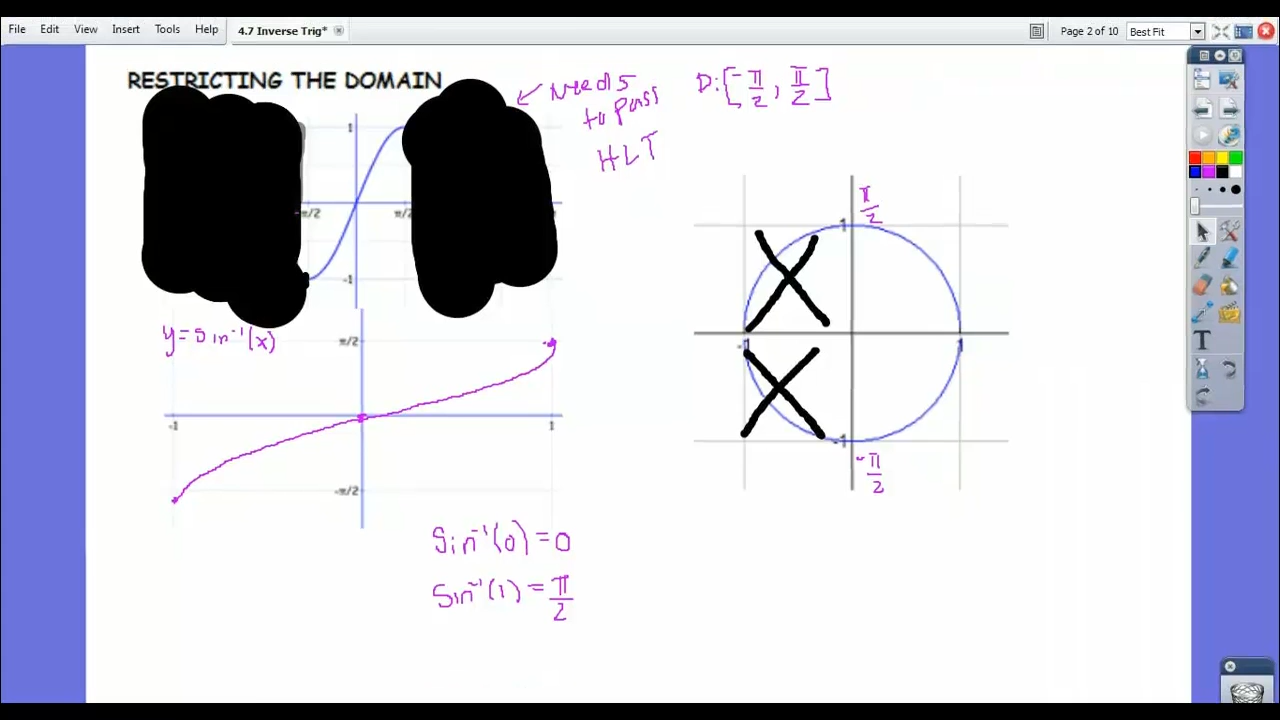 File Edit View Insert Tools Help
4.7 Inverse Trig*
Page 2 of 10
Best Fit
RESTRICTING THE DOMAIN
Needs
to Pass
HLT
D: [-π/2, π/2]
1
-π/2
π/2
-1
y = Sin⁻¹(x)
π/2
-1
1
-π/2
Sin⁻¹(0) = 0
Sin⁻¹(1) = π/2
π/2
1
-1
1
-1
-π/2
T